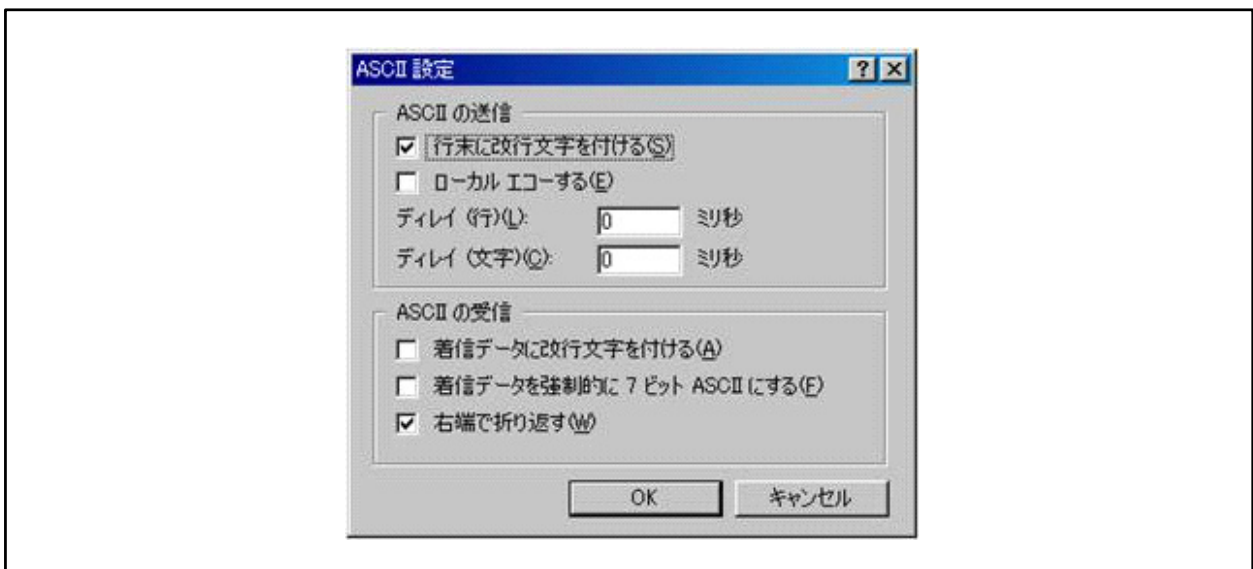 ASCII 設定
ASCII の送信
行末に改行文字を付ける(S)
ローカル エコーする(E)
ディレイ (行)(L): 0 ミリ秒
ディレイ (文字)(C): 0 ミリ秒
ASCII の受信
着信データに改行文字を付ける(A)
着信データを強制的に 7 ビット ASCII にする(F)
右端で折り返す(W)
OK キャンセル